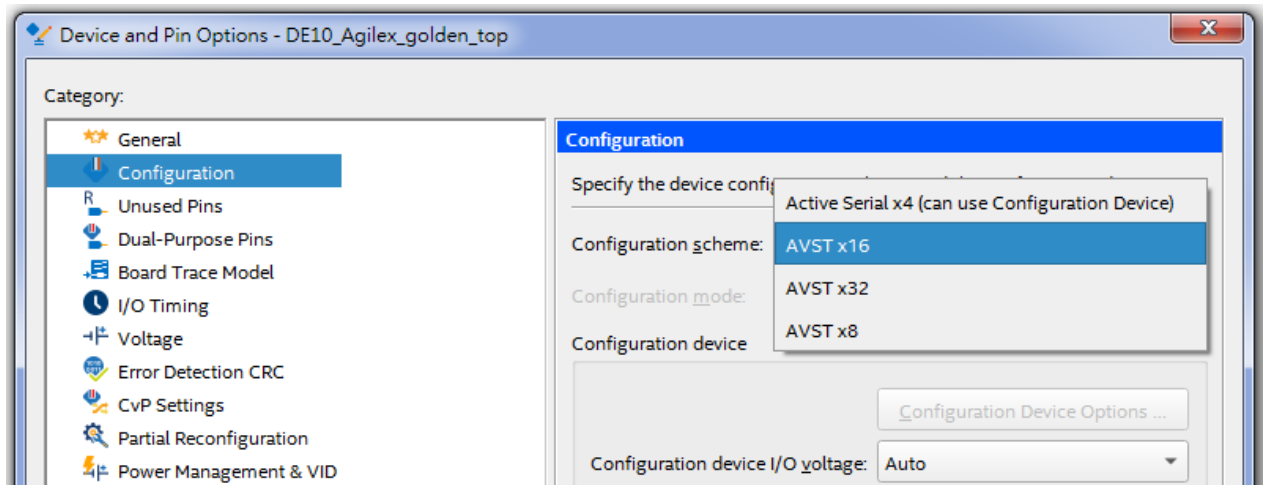 Device and Pin Options - DE10_Agilex_golden_top
Category:
General
Configuration
Unused Pins
Dual-Purpose Pins
Board Trace Model
I/O Timing
Voltage
Error Detection CRC
CvP Settings
Partial Reconfiguration
Power Management & VID
Configuration
Specify the device
Active Serial x4 (can use Configuration Device)
Configuration scheme:
AVST x16
AVST x32
AVST x8
Configuration mode:
Configuration device
Configuration Device Options ...
Configuration device I/O voltage: Auto